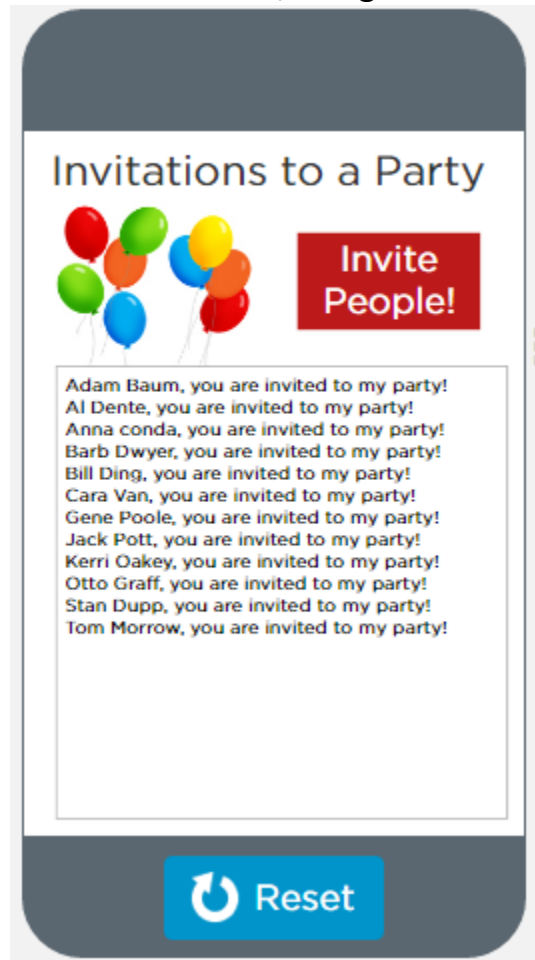 Invitations to a Party
Invite
People!
Adam Baum, you are invited to my party!
Al Dente, you are invited to my party!
Anna conda, you are invited to my party!
Barb Dwyer, you are invited to my party!
Bill Ding, you are invited to my party!
Cara Van, you are invited to my party!
Gene Poole, you are invited to my party!
Jack Pott, you are invited to my party!
Kerri Oakey, you are invited to my party!
Otto Graff, you are invited to my party!
Stan Dupp, you are invited to my party!
Tom Morrow, you are invited to my party!
Reset